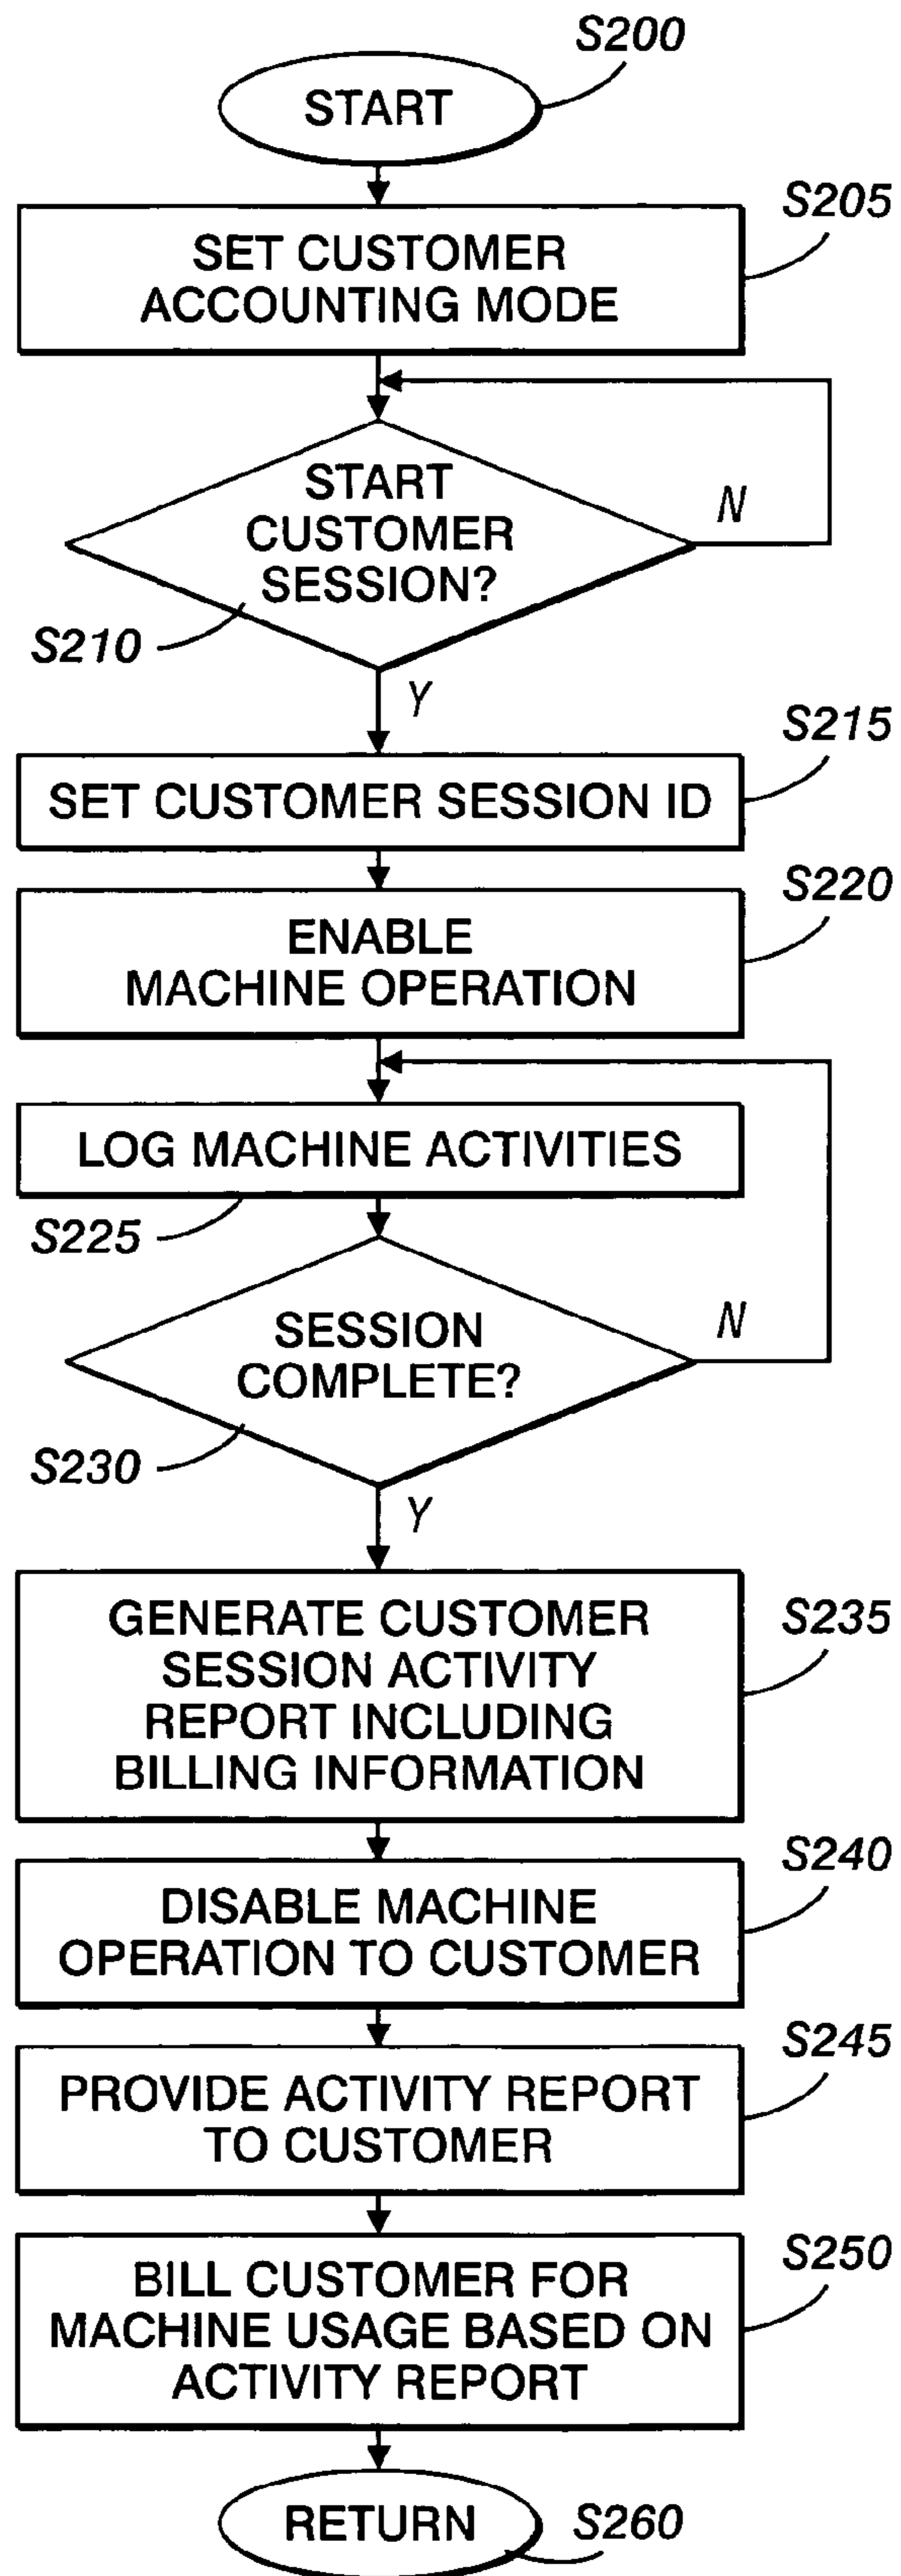 S200
START
S205
SET CUSTOMER
ACCOUNTING MODE
START
CUSTOMER
SESSION?
N
S210
Y
S215
SET CUSTOMER SESSION ID
S220
ENABLE
MACHINE OPERATION
LOG MACHINE ACTIVITIES
S225
SESSION
COMPLETE?
N
S230
Y
GENERATE CUSTOMER
SESSION ACTIVITY
REPORT INCLUDING
BILLING INFORMATION
S235
S240
DISABLE MACHINE
OPERATION TO CUSTOMER
S245
PROVIDE ACTIVITY REPORT
TO CUSTOMER
S250
BILL CUSTOMER FOR
MACHINE USAGE BASED ON
ACTIVITY REPORT
RETURN
S260